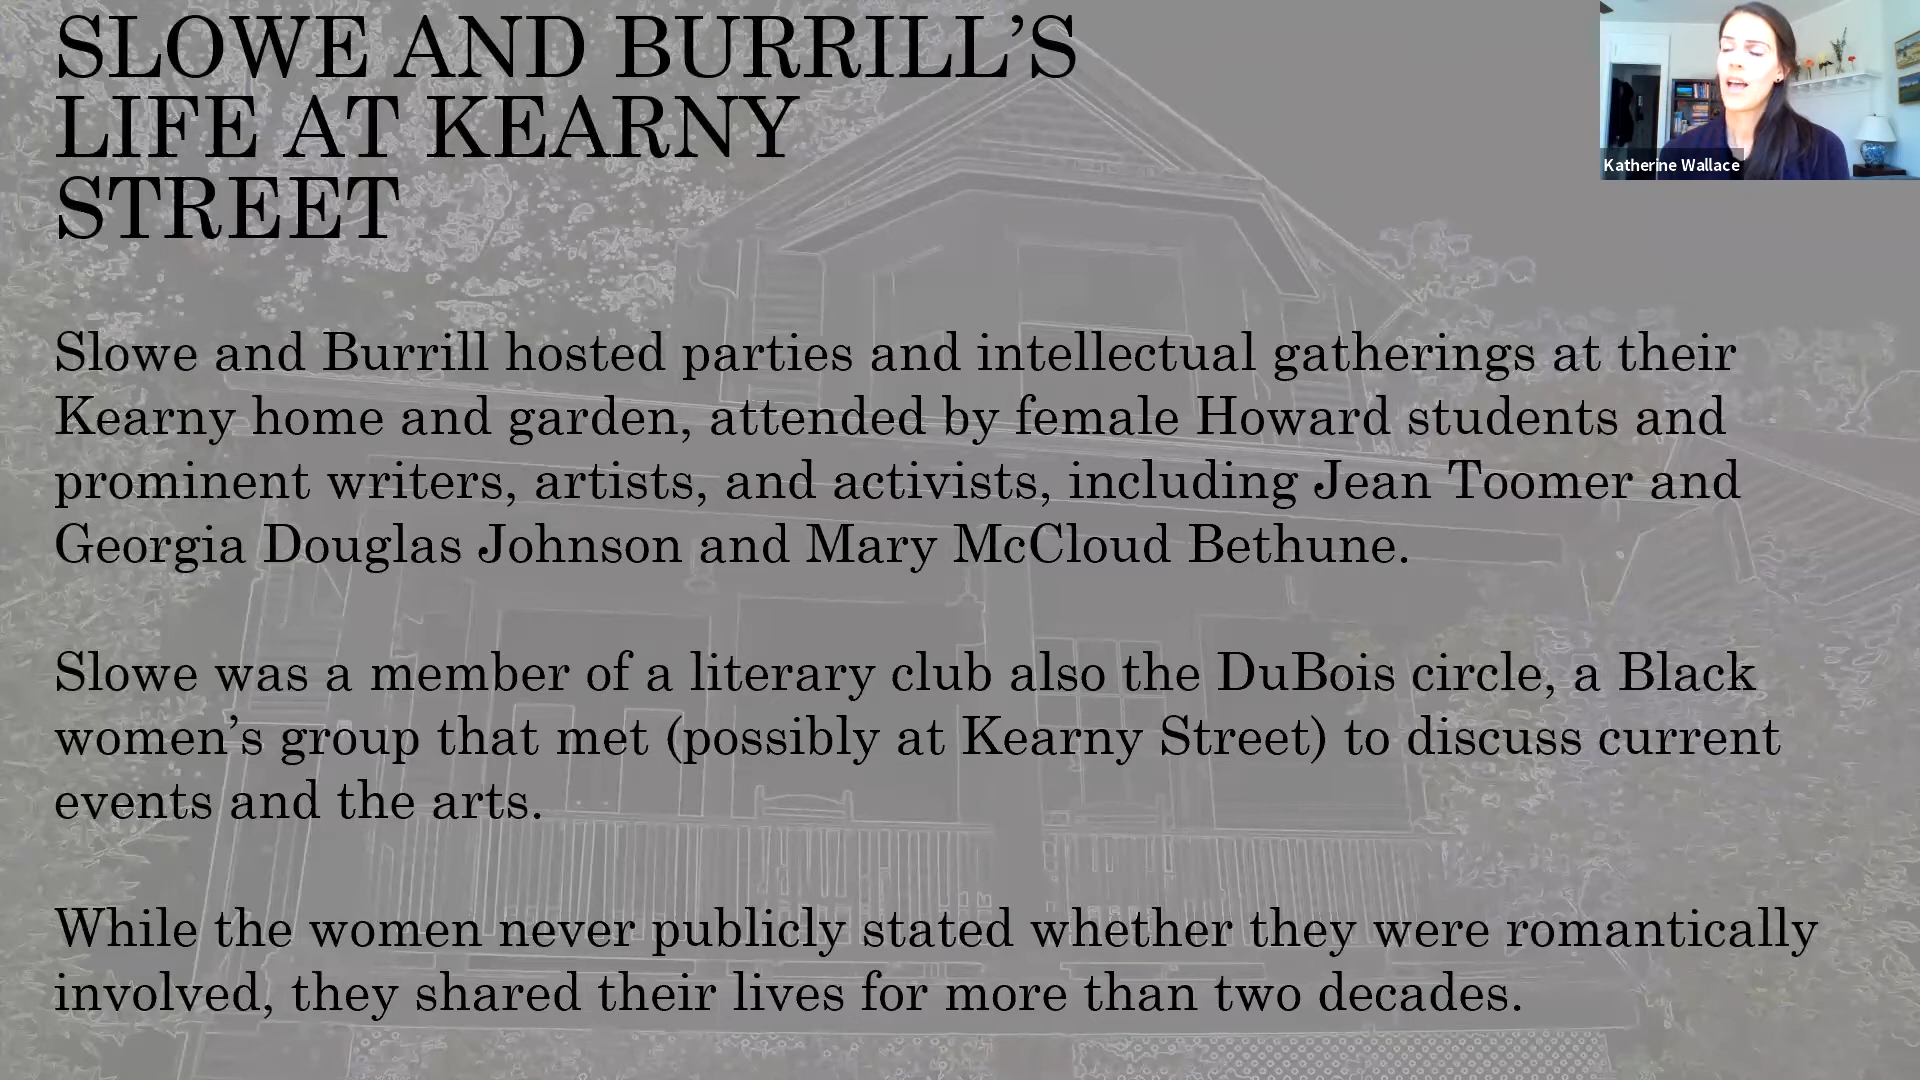 SLOWE AND BURRILL’S
LIFE AT KEARNY
STREET
Katherine Wallace
Slowe and Burrill hosted parties and intellectual gatherings at their
Kearny home and garden, attended by female Howard students and
prominent writers, artists, and activists, including Jean Toomer and
Georgia Douglas Johnson and Mary McCloud Bethune.
Slowe was a member of a literary club also the DuBois circle, a Black
women’s group that met (possibly at Kearny Street) to discuss current
events and the arts.
While the women never publicly stated whether they were romantically
involved, they shared their lives for more than two decades.